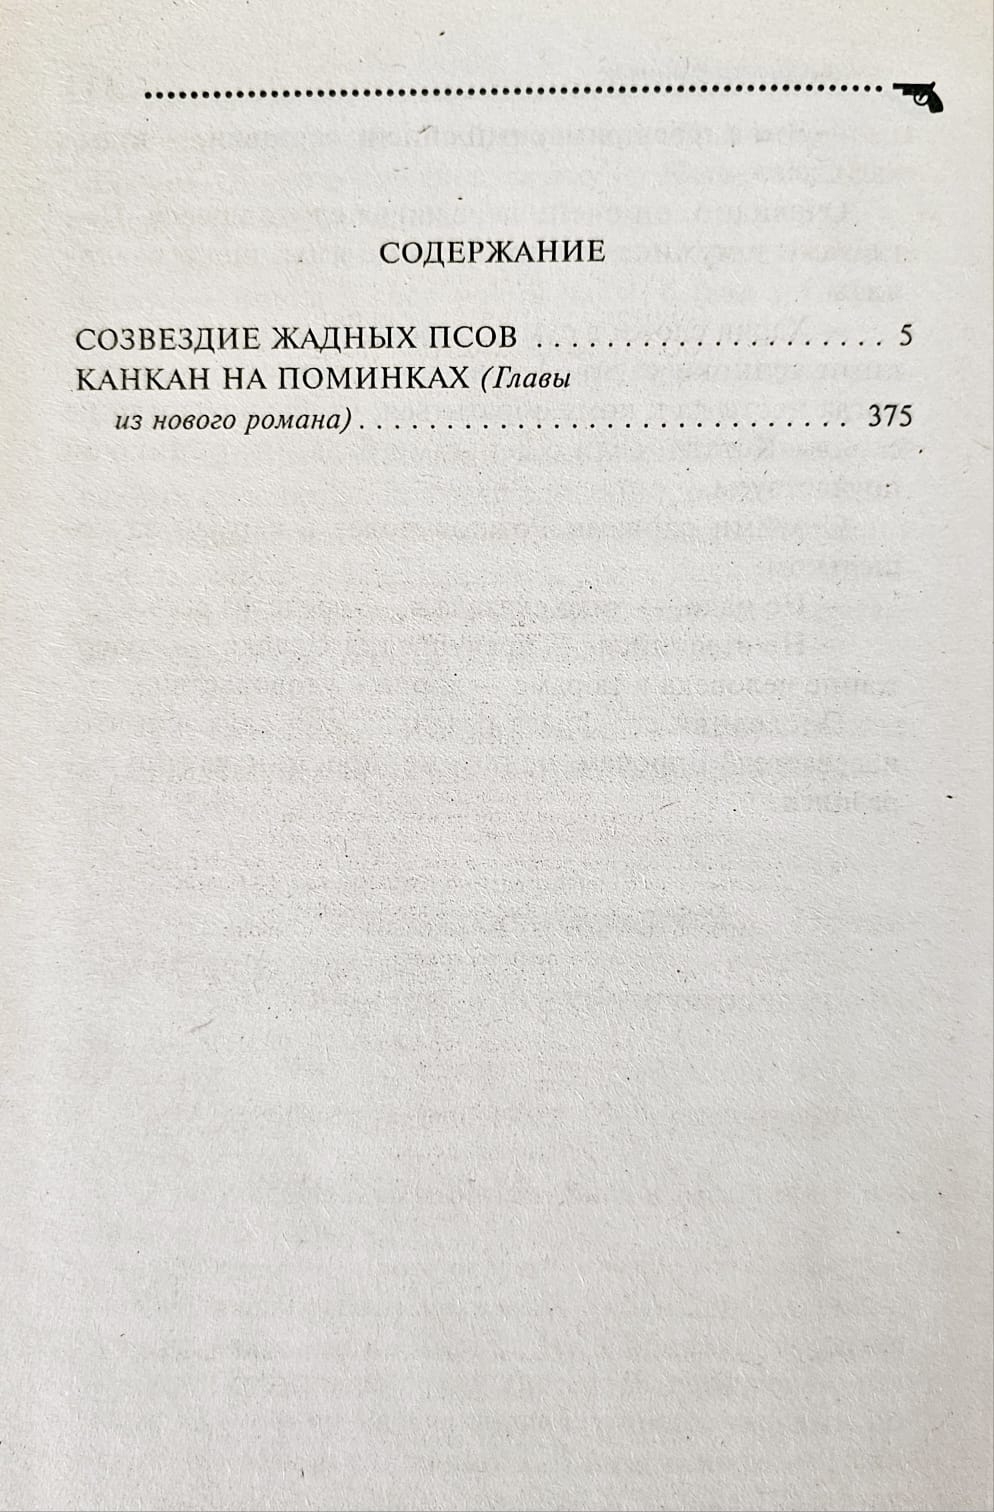 СОДЕРЖАНИЕ
СОЗВЕЗДИЕ ЖАДНЫХ ПСОВ . . . . . . . . . . . . . . . . . . . . 5
КАНКАН НА ПОМИНКАХ (Главы
из нового романа) . . . . . . . . . . . . . . . . . . . . . . . . . . . . 375